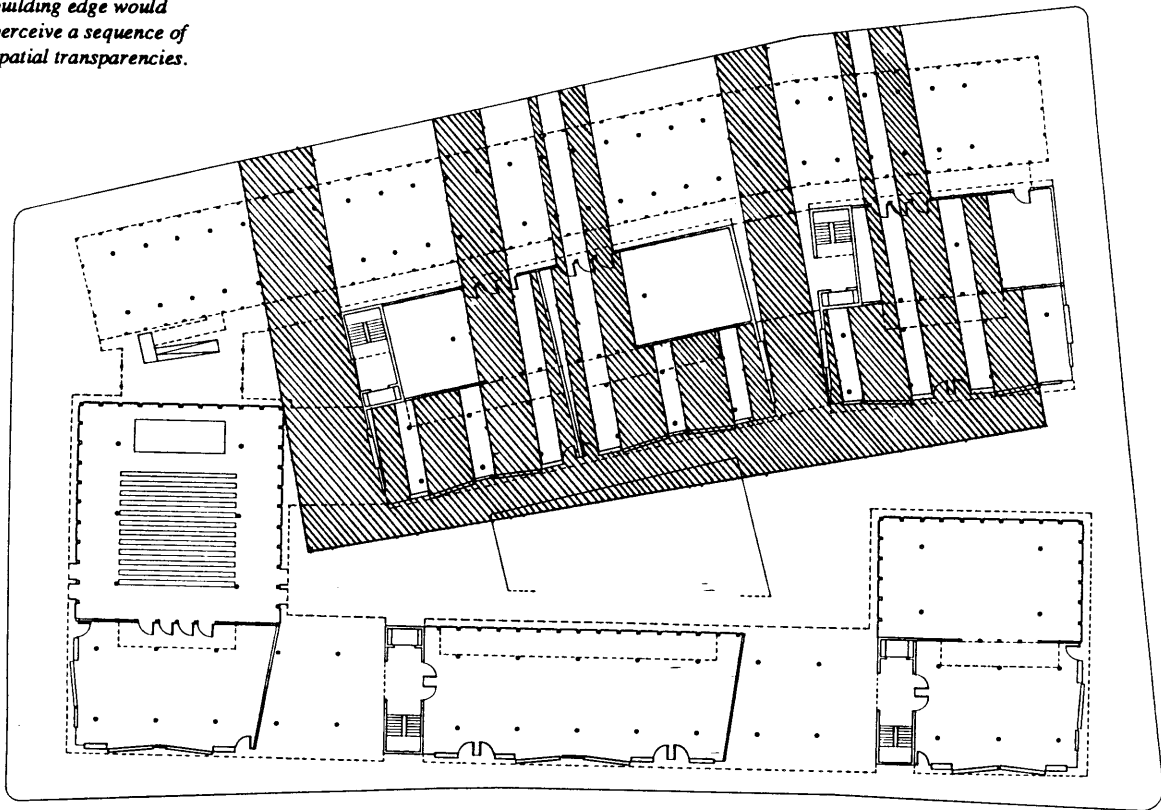 building edge would
perceive a sequence of
spatial transparencies.